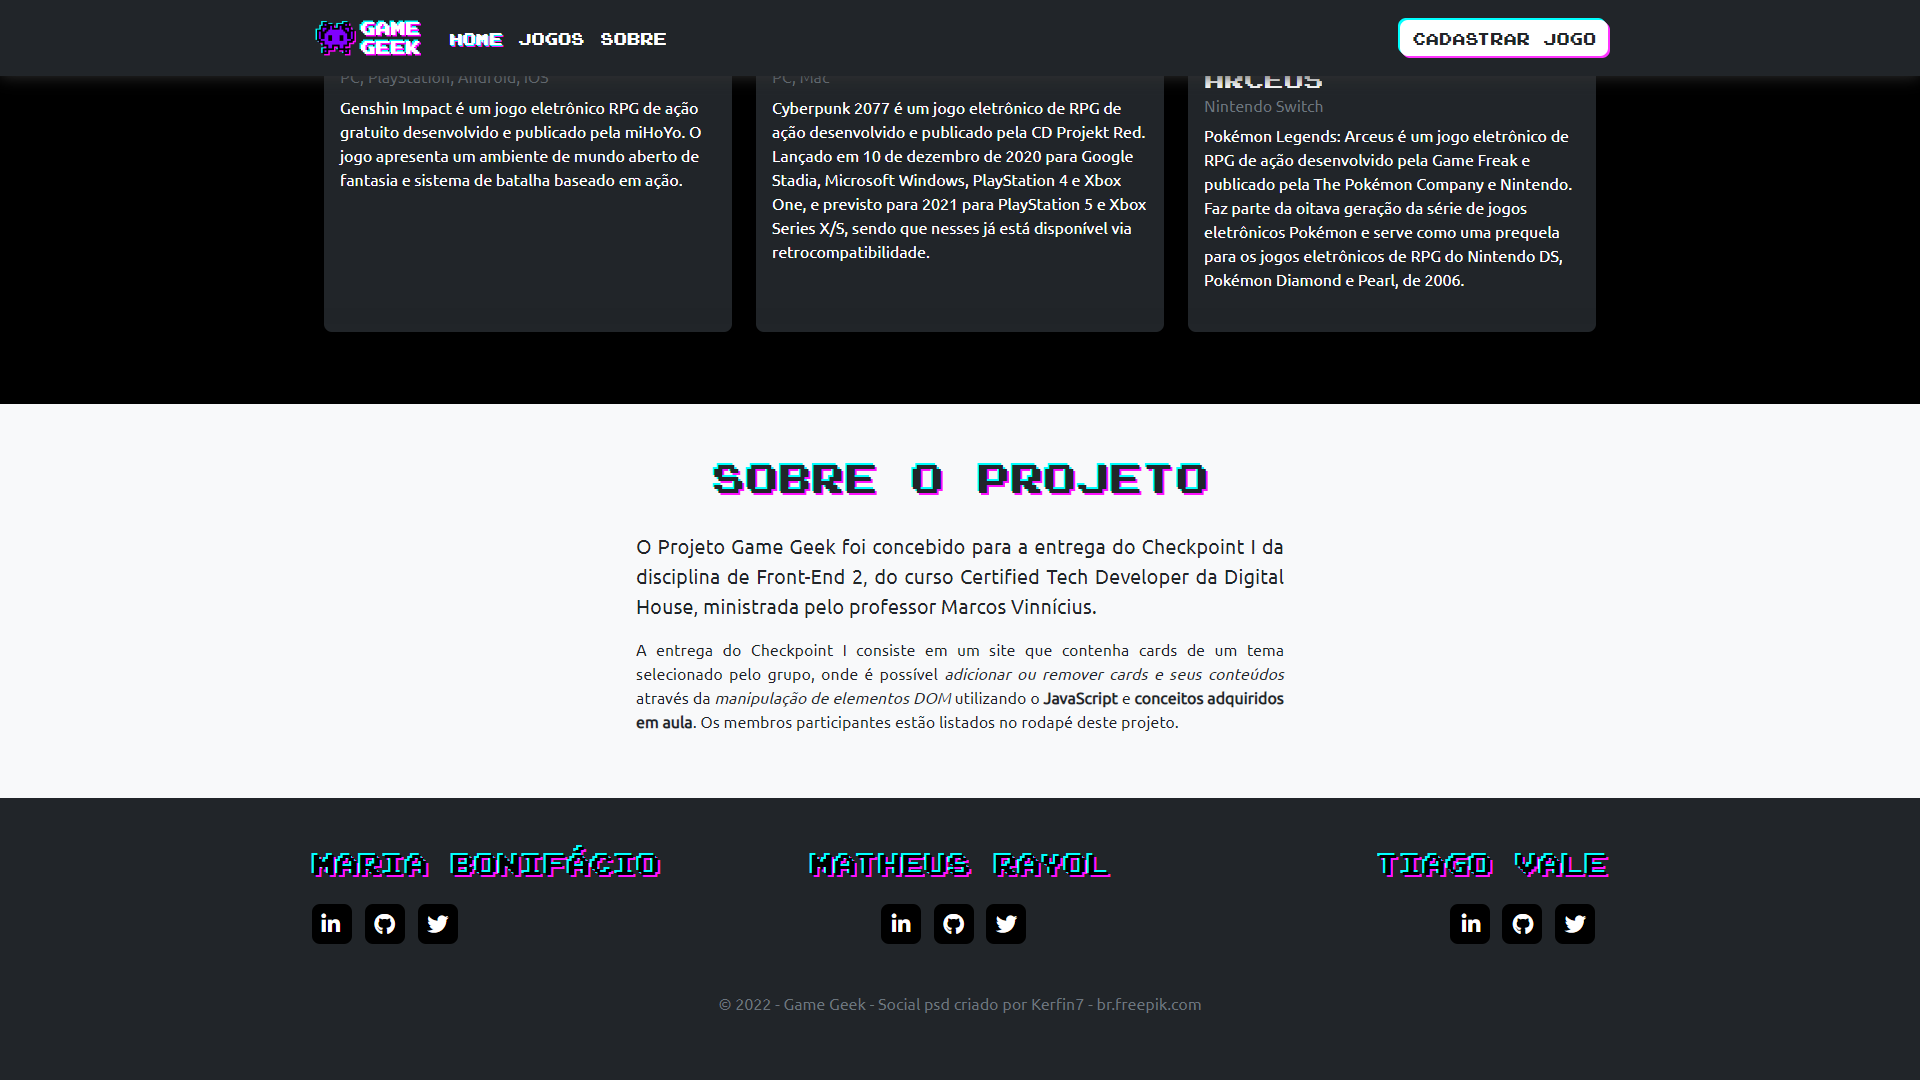 GAME
GEEK
HOME
JOGOS
SOBRE
CADASTRAR JOGO
PC, PlayStation, Android, iOS
Genshin Impact é um jogo eletrônico RPG de ação
gratuito desenvolvido e publicado pela miHoYo. O
jogo apresenta um ambiente de mundo aberto de
fantasia e sistema de batalha baseado em ação.
PC, Mac
Cyberpunk 2077 é um jogo eletrônico de RPG de
ação desenvolvido e publicado pela CD Projekt Red.
Lançado em 10 de dezembro de 2020 para Google
Stadia, Microsoft Windows, PlayStation 4 e Xbox
One, e previsto para 2021 para PlayStation 5 e Xbox
Series X/S, sendo que nesses já está disponível via
retrocompatibilidade.
ARCEUS
Nintendo Switch
Pokémon Legends: Arceus é um jogo eletrônico de
RPG de ação desenvolvido pela Game Freak e
publicado pela The Pokémon Company e Nintendo.
Faz parte da oitava geração da série de jogos
eletrônicos Pokémon e serve como uma prequela
para os jogos eletrônicos de RPG do Nintendo DS,
Pokémon Diamond e Pearl, de 2006.
SOBRE O PROJETO
O Projeto Game Geek foi concebido para a entrega do Checkpoint I da
disciplina de Front-End 2, do curso Certified Tech Developer da Digital
House, ministrada pelo professor Marcos Vinnícius.
A entrega do Checkpoint I consiste em um site que contenha cards de um tema
selecionado pelo grupo, onde é possível adicionar ou remover cards e seus conteúdos
através da manipulação de elementos DOM utilizando o JavaScript e conceitos adquiridos
em aula. Os membros participantes estão listados no rodapé deste projeto.
MARIA BONIFÁCIO
MATHEUS RAYOL
TIAGO VALE
© 2022 - Game Geek - Social psd criado por Kerfin7 - br.freepik.com